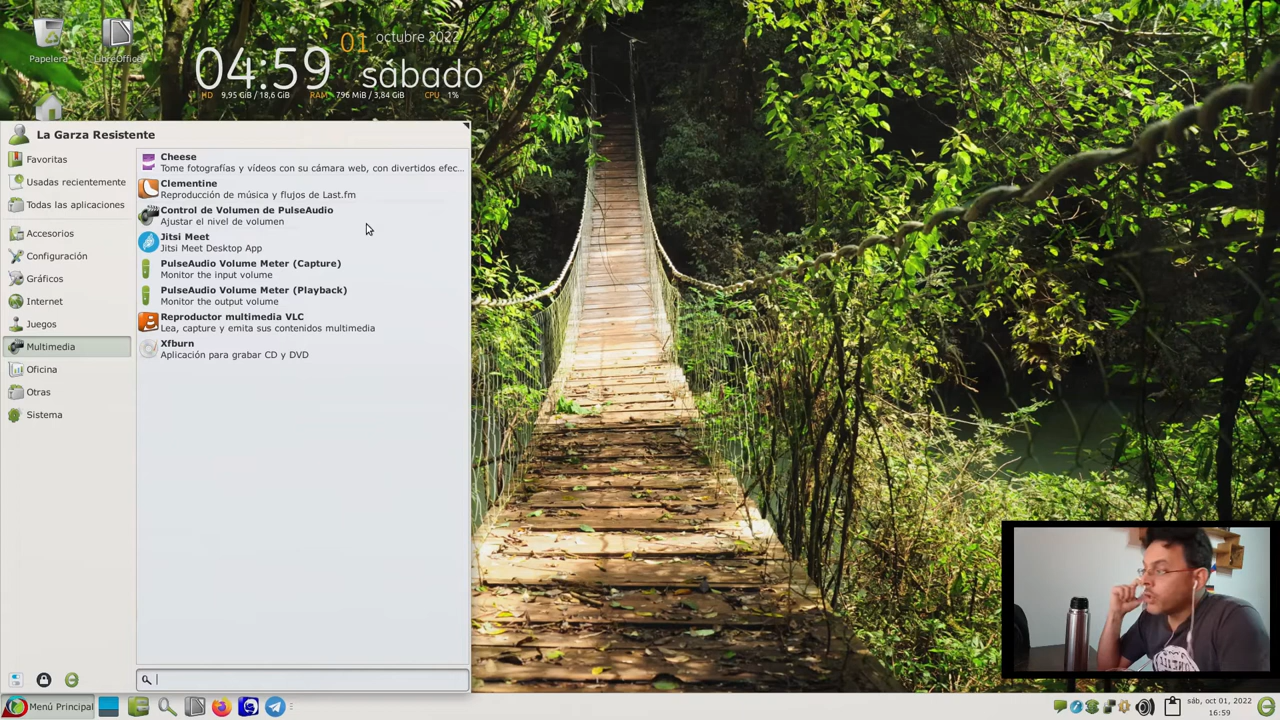 Papelera
LibreOffice
04:59
01
octubre 2022
sábado
HD 9,95 GiB / 18,6 GiB
RAM 796 MiB / 3,84 GiB
CPU 1%
La Garza Resistente
Favoritas
Usadas recientemente
Todas las aplicaciones
Accesorios
Configuración
Gráficos
Internet
Juegos
Multimedia
Oficina
Otras
Sistema
Cheese
Tome fotografías y vídeos con su cámara web, con divertidos efec...
Clementine
Reproducción de música y flujos de Last.fm
Control de Volumen de PulseAudio
Ajustar el nivel de volumen
Jitsi Meet
Jitsi Meet Desktop App
PulseAudio Volume Meter (Capture)
Monitor the input volume
PulseAudio Volume Meter (Playback)
Monitor the output volume
Reproductor multimedia VLC
Lea, capture y emita sus contenidos multimedia
Xfburn
Aplicación para grabar CD y DVD
Menú Principal
sáb, oct 01, 2022
16:59